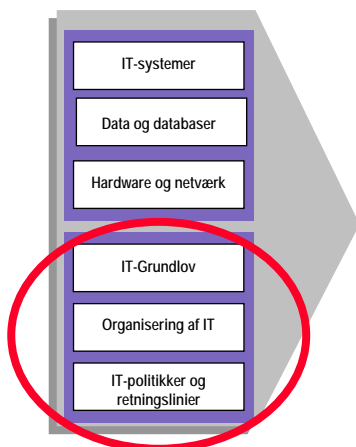 IT-systemer
Data og databaser
Hardware og netværk
IT-Grundlov
Organisering af IT
IT-politikker og
retningslinier